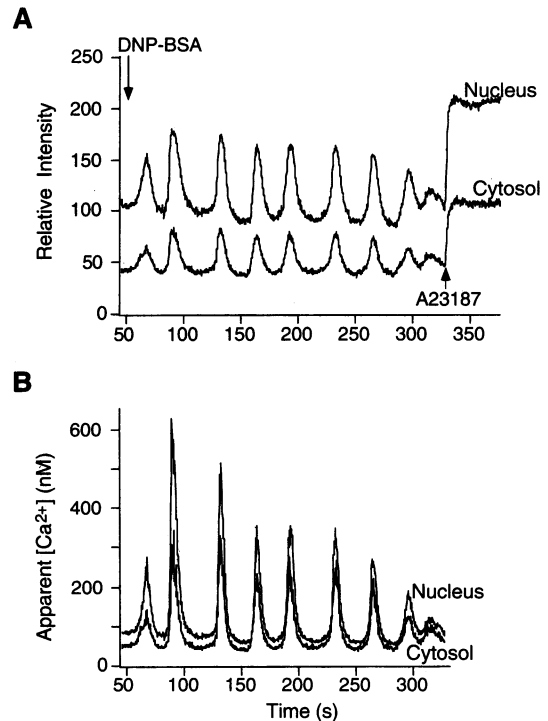 A
DNP-BSA
250
200
150
100
50
0
Relative Intensity
Nucleus
Cytosol
A23187
50
100
150
200
250
300
350
B
600
400
200
0
Apparent [Ca²⁺] (nM)
Nucleus
Cytosol
50
100
150
200
250
300
Time (s)